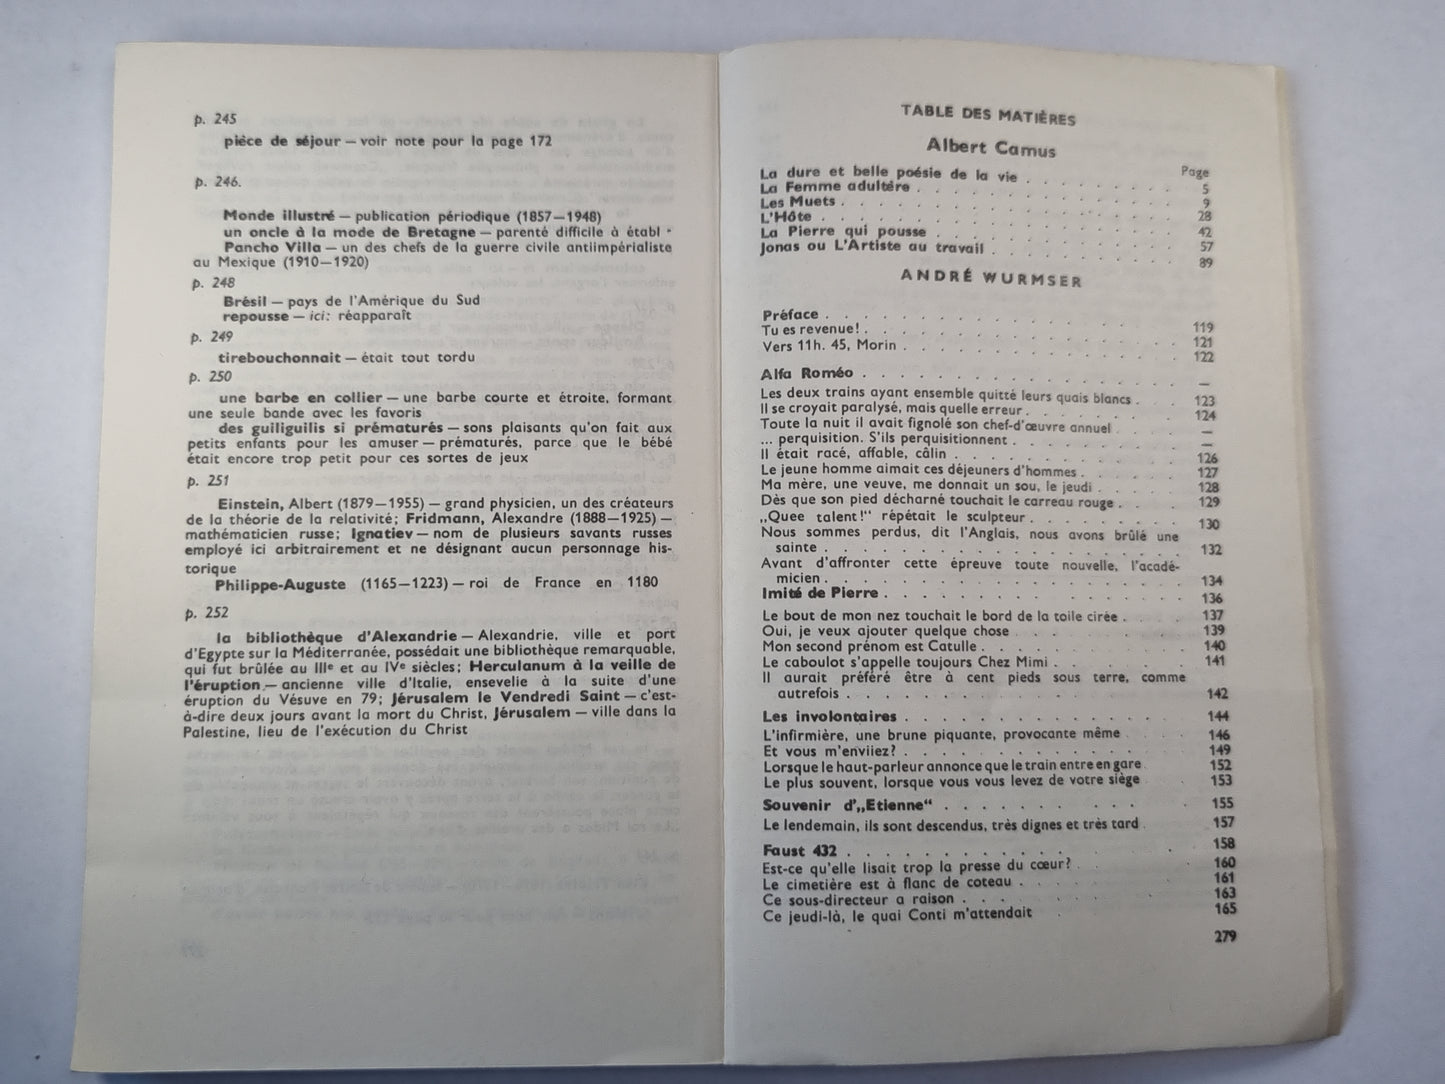 p. 245
piéce de séjour — voir note pour la page 172
p. 246.
Monde illustré — publication périodique (1857—1948)
un oncle à la mode de Bretagne — parenté difficile à établ
Pancho Villa — un des chefs de la guerre civile antiimpérialiste
au Mexique (1910—1920)
p. 248
Brésil — pays de l'Amérique du Sud
repousse — ici: réapparaît
p. 249
tirebouchonnait — était tout tordu
p. 250
une barbe en collier — une barbe courte et étroite, formant
une seule bande avec les favoris
des guiliguilis si prématurés — sons plaisants qu'on fait aux
petits enfants pour les amuser — prématurés, parce que le bébé
était encore trop petit pour ces sortes de jeux
p. 251
Einstein, Albert (1879—1955) — grand physicien, un des créateurs
de la théorie de la relativité; Fridmann, Alexandre (1888—1925) —
mathématicien russe; Ignatiev — nom de plusieurs savants russes
employé ici arbitrairement et ne désignant aucun personnage his-
torique
Philippe-Auguste (1165—1223) — roi de France en 1180
p. 252
la bibliothèque d'Alexandrie — Alexandrie, ville et port
d'Egypte sur la Méditerranée, possédait une bibliothèque remarquable,
qui fut brûlée au IIIe et au IVe siècles; Herculanum à la veille de
l'éruption — ancienne ville d'Italie, ensevelie à la suite d'une
éruption du Vésuve en 79; Jérusalem le Vendredi Saint — c'est-
à-dire deux jours avant la mort du Christ, Jérusalem — ville dans la
Palestine, lieu de l'exécution du Christ
TABLE DES MATIÈRES
Albert Camus
Page
La dure et belle poésie de la vie . . . . . . . . . 5
La Femme adultère . . . . . . . . . . . . . 9
Les Muets . . . . . . . . . . . . . . . 28
L'Hôte . . . . . . . . . . . . . . . . 42
La Pierre qui pousse . . . . . . . . . . . . 57
Jonas ou L'Artiste au travail . . . . . . . . . . 89
ANDRÉ WURMSER
Préface . . . . . . . . . . . . . . . . 119
Tu es revenue! . . . . . . . . . . . . . . 121
Vers 11h. 45, Morin . . . . . . . . . . . . 122
Alfa Roméo . . . . . . . . . . . . . . . —
Les deux trains ayant ensemble quitté leurs quais blancs . . . 123
Il se croyait paralysé, mais quelle erreur . . . . . . . 124
Toute la nuit il avait fignolé son chef-d'œuvre annuel . . . —
... perquisition. S'ils perquisitionnent . . . . . . . . —
Il était racé, affable, câlin . . . . . . . . . . . 126
Le jeune homme aimait ces déjeuners d'hommes . . . . . 127
Ma mère, une veuve, me donnait un sou, le jeudi . . . . . 128
Dès que son pied décharné touchait le carreau rouge . . . 129
„Quee talent!“ répétait le sculpteur . . . . . . . . 130
Nous sommes perdus, dit l'Anglais, nous avons brûlé une
sainte . . . . . . . . . . . . . . . . 132
Avant d'affronter cette épreuve toute nouvelle, l'acadé-
micien . . . . . . . . . . . . . . . . 134
Imité de Pierre . . . . . . . . . . . . . . 136
Le bout de mon nez touchait le bord de la toile cirée . . . 137
Oui, je veux ajouter quelque chose . . . . . . . . 139
Mon second prénom est Catulle . . . . . . . . . 140
Le caboulot s'appelle toujours Chez Mimi . . . . . . 141
Il aurait préféré être à cent pieds sous terre, comme
autrefois . . . . . . . . . . . . . . . 142
Les involontaires . . . . . . . . . . . . . 144
L'infirmière, une brune piquante, provocante même . . . . 146
Et vous m'enviiez? . . . . . . . . . . . . . 149
Lorsque le haut-parleur annonce que le train entre en gare . 152
Le plus souvent, lorsque vous vous levez de votre siège . 153
Souvenir d'„Etienne“ . . . . . . . . . . . 155
Le lendemain, ils sont descendus, très dignes et très tard . 157
Faust 432 . . . . . . . . . . . . . . . 158
Est-ce qu'elle lisait trop la presse du cœur? . . . . . . 160
Le cimetière est à flanc de coteau . . . . . . . . 161
Ce sous-directeur a raison . . . . . . . . . . . 163
Ce jeudi-là, le quai Conti m'attendait . . . . 165
279